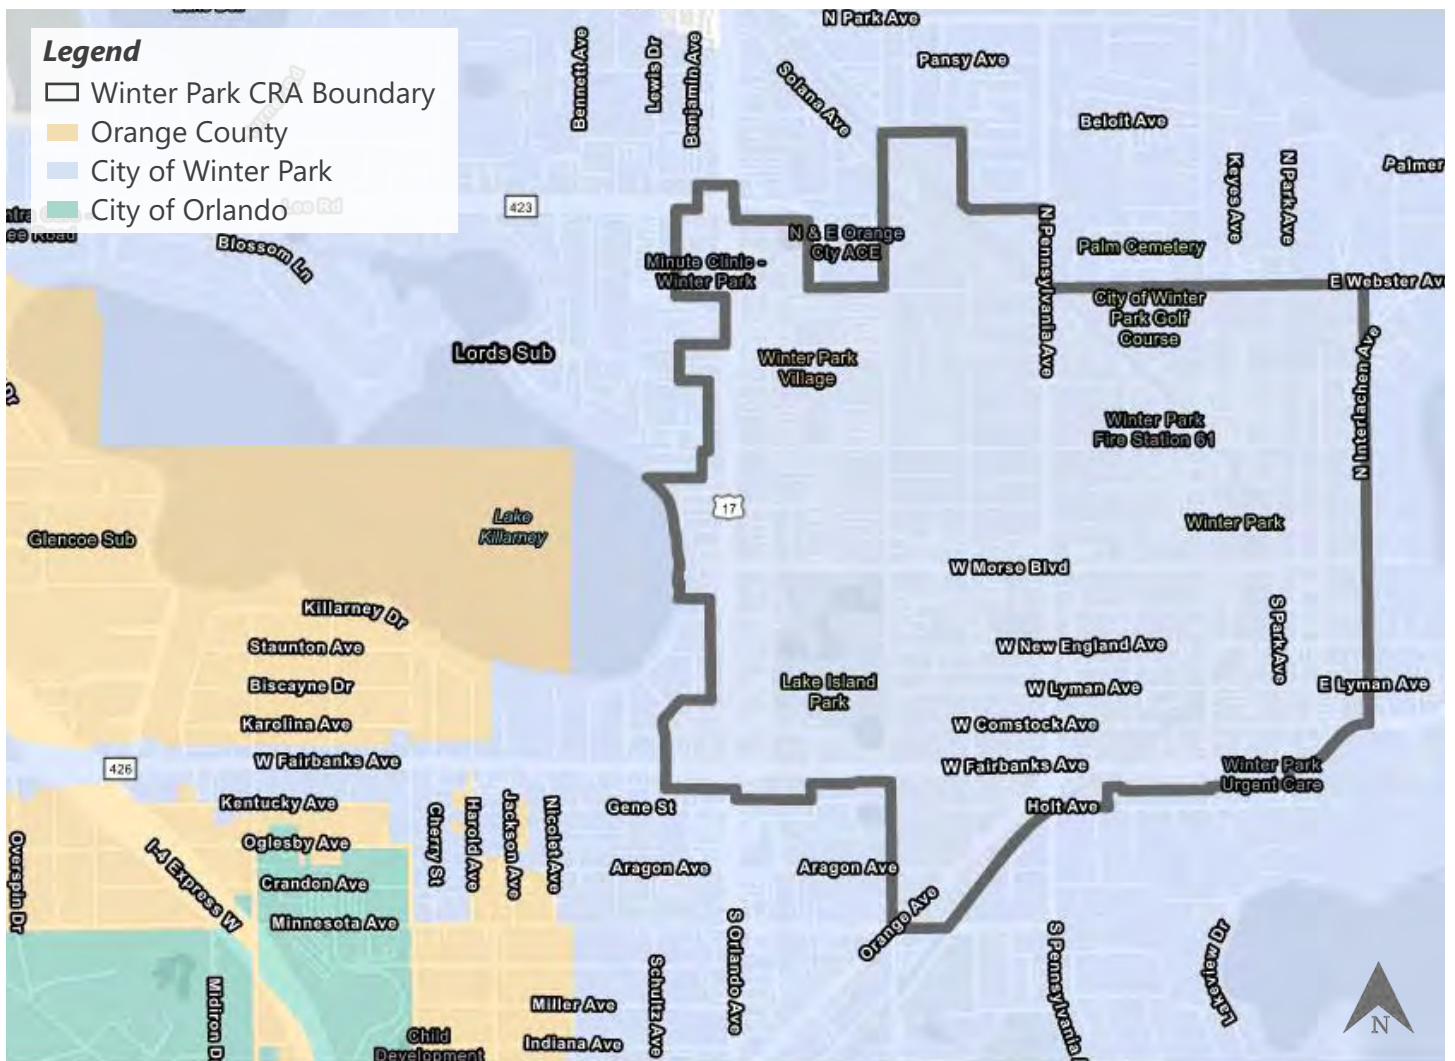 N Park Ave
Legend
Winter Park CRA Boundary
Orange County
City of Winter Park
City of Orlando
Lee Rd
ee Road
423
Bennett Ave
Lewis Dr
Benjamin Ave
Solana Ave
Pansy Ave
Beloit Ave
Keyes Ave
N Park Ave
Palmer
Blossom Ln
Minute Clinic -
Winter Park
N & E Orange
Cty ACE
N Pennsylvania Ave
Palm Cemetery
E Webster Av
City of Winter
Park Golf
Course
Lords Sub
Winter Park
Village
N Interlachen Ave
Winter Park
Fire Station 61
17
Lake
Killarney
Winter Park
Glencoe Sub
W Morse Blvd
Killarney Dr
Staunton Ave
W New England Ave
S Park Ave
Biscayne Dr
Lake Island
Park
W Lyman Ave
E Lyman Ave
Karolina Ave
W Comstock Ave
426
W Fairbanks Ave
W Fairbanks Ave
Winter Park
Urgent Care
Kentucky Ave
Cherry St
Harold Ave
Jackson Ave
Nicolet Ave
Gene St
Holt Ave
Overspin Dr
I-4 Express W
Oglesby Ave
Aragon Ave
Aragon Ave
Crandon Ave
Minnesota Ave
Orange Ave
S Orlando Ave
Schultz Ave
S Pennsylvania
Lakeview Dr
Midiron D
Miller Ave
Child
Development
Indiana Ave
N